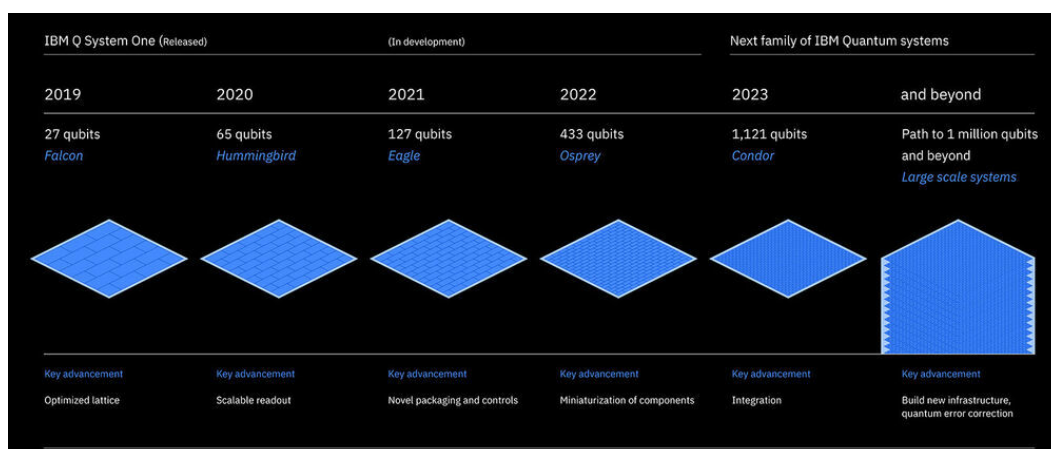 IBM Q System One (Released)
(In development)
Next family of IBM Quantum systems
2019
2020
2021
2022
2023
and beyond
27 qubits
65 qubits
127 qubits
433 qubits
1,121 qubits
Path to 1 million qubits
and beyond
Falcon
Hummingbird
Eagle
Osprey
Condor
Large scale systems
Key advancement
Key advancement
Key advancement
Key advancement
Key advancement
Key advancement
Optimized lattice
Scalable readout
Novel packaging and controls
Miniaturization of components
Integration
Build new infrastructure,
quantum error correction